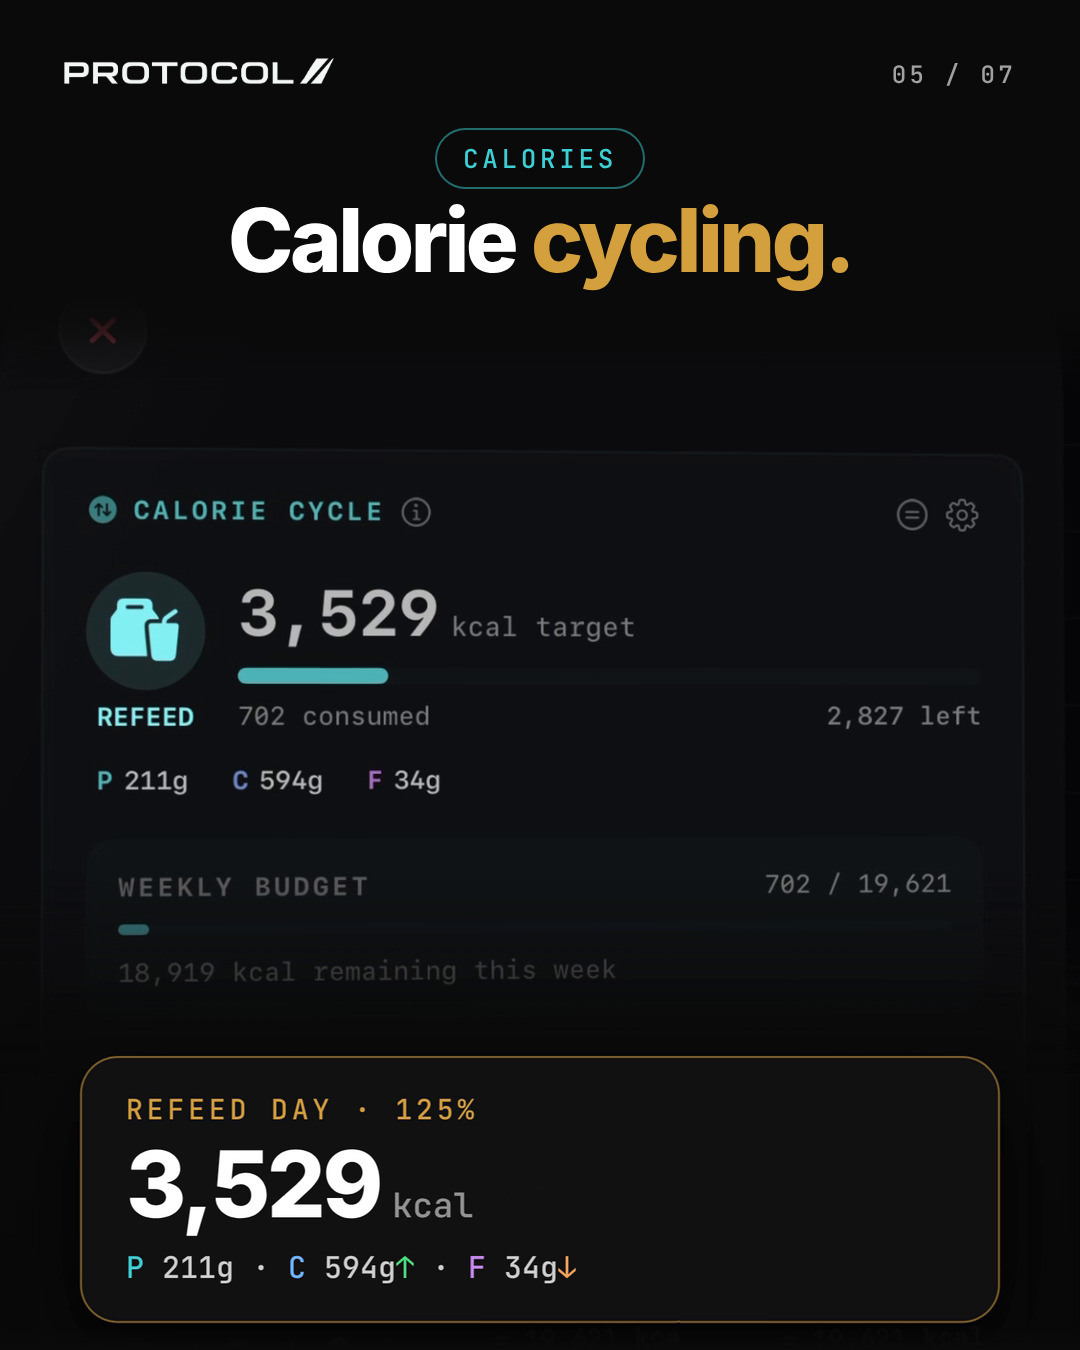 PROTOCOL
05 / 07
CALORIES
Calorie cycling.
CALORIE CYCLE
3,529 kcal target
REFEED
702 consumed
2,827 left
P 211g C 594g F 34g
WEEKLY BUDGET
702 / 19,621
18,919 kcal remaining this week
REFEED DAY · 125%
3,529 kcal
P 211g · C 594g↑ · F 34g↓